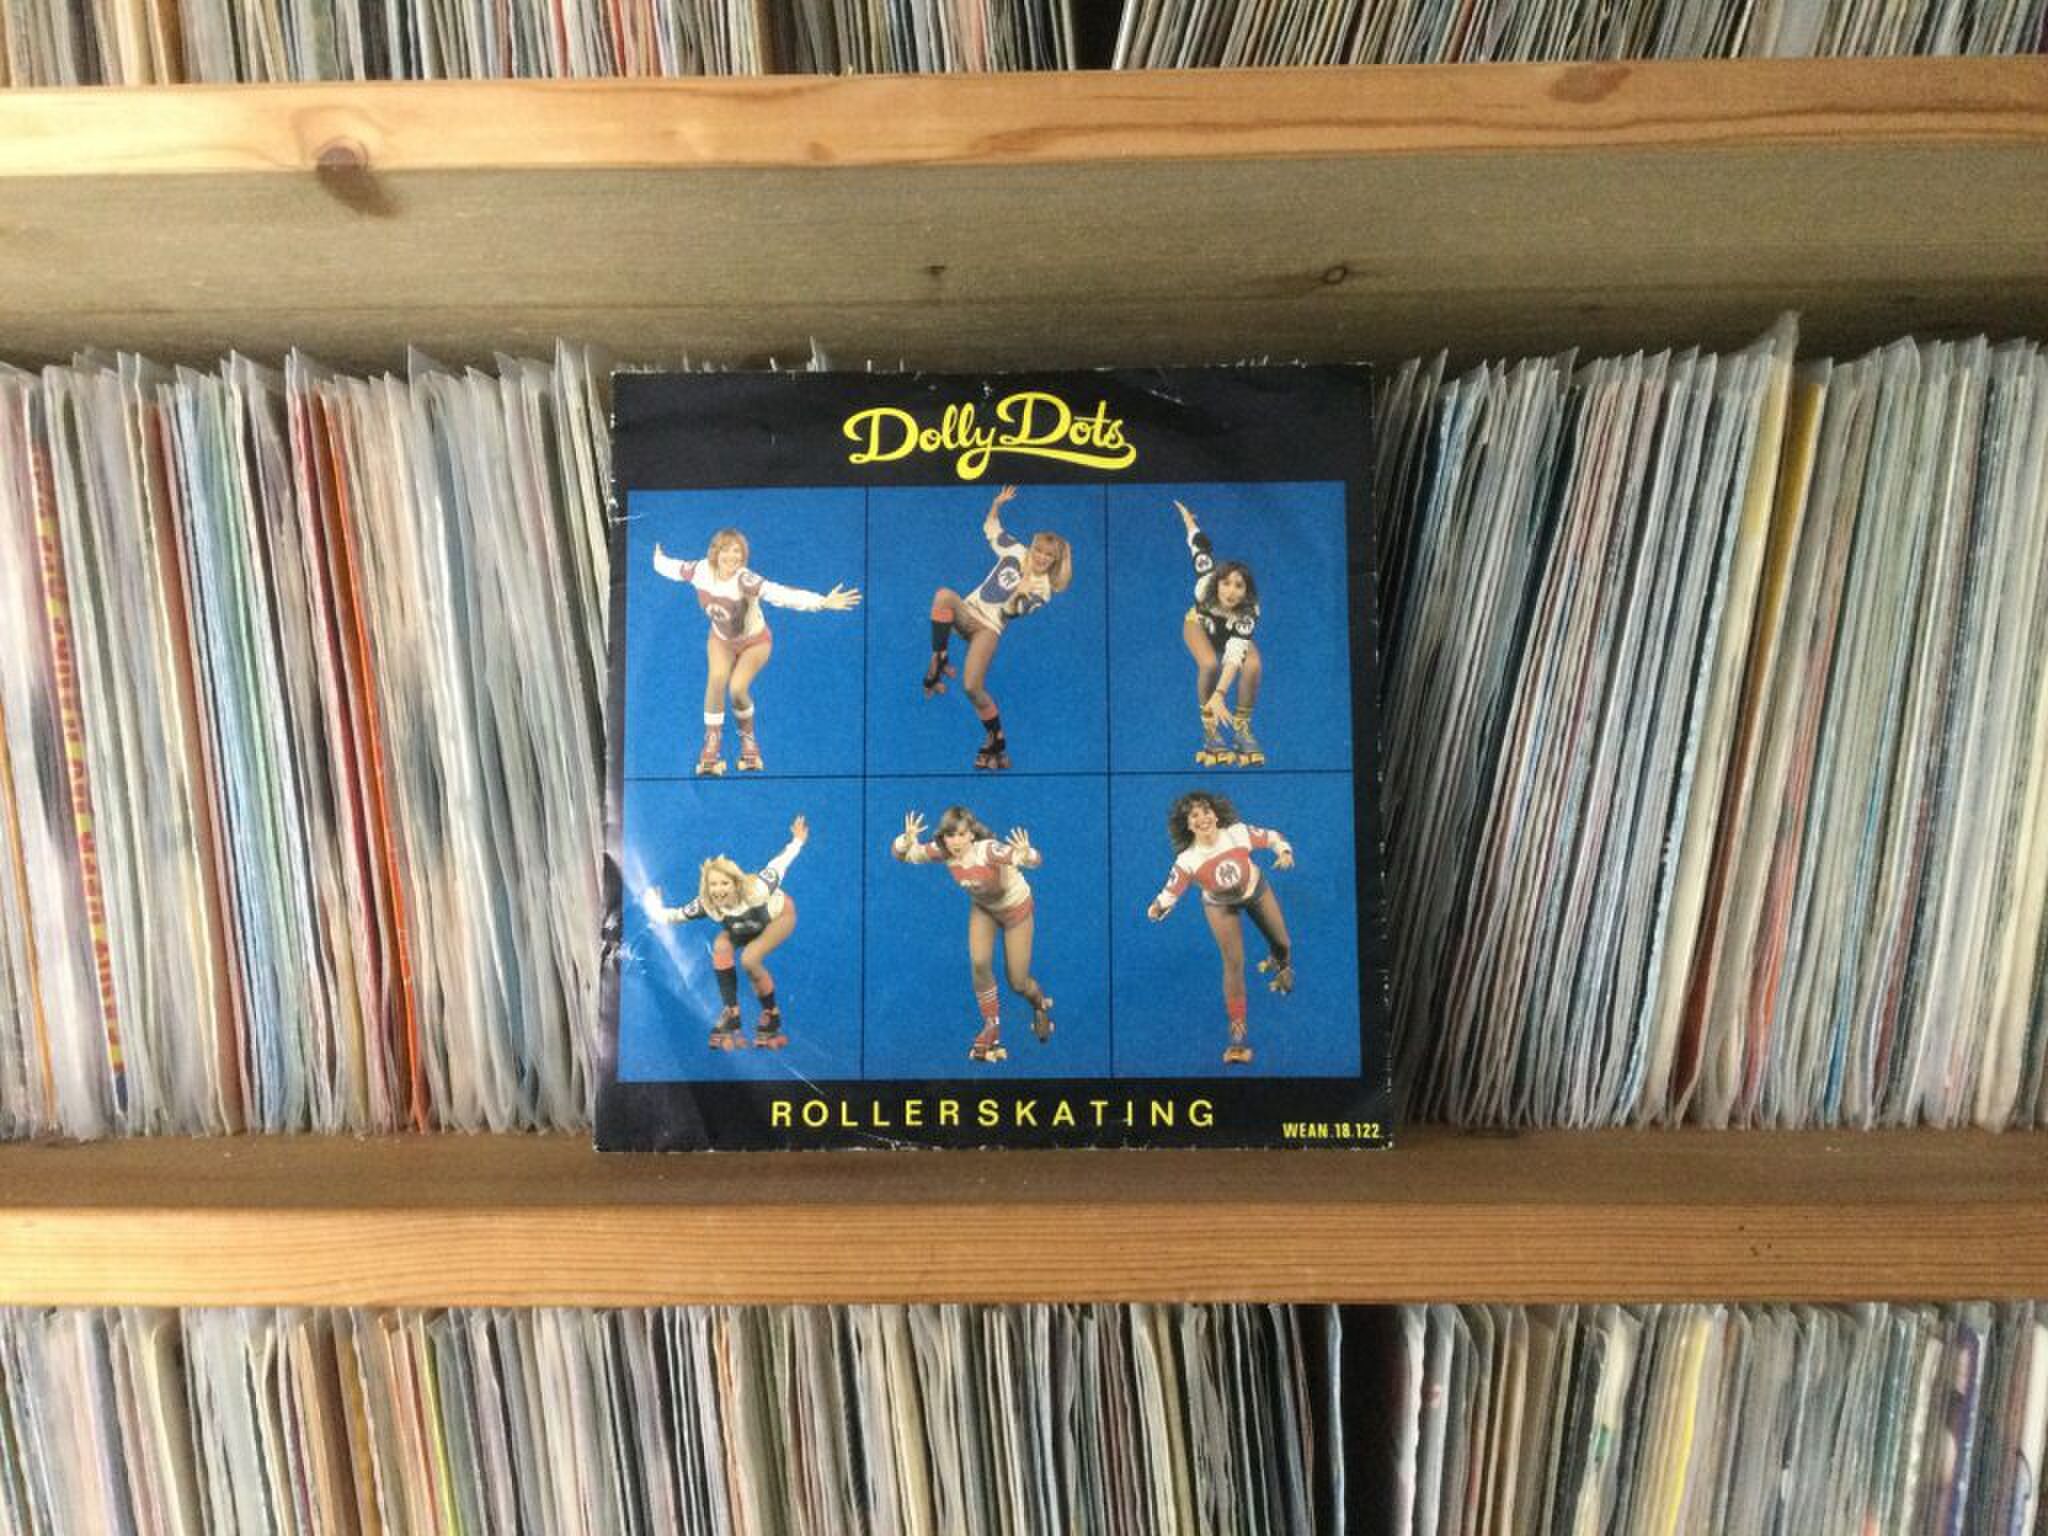 Dolly Dots
ROLLERSKATING
WEAN.18.122